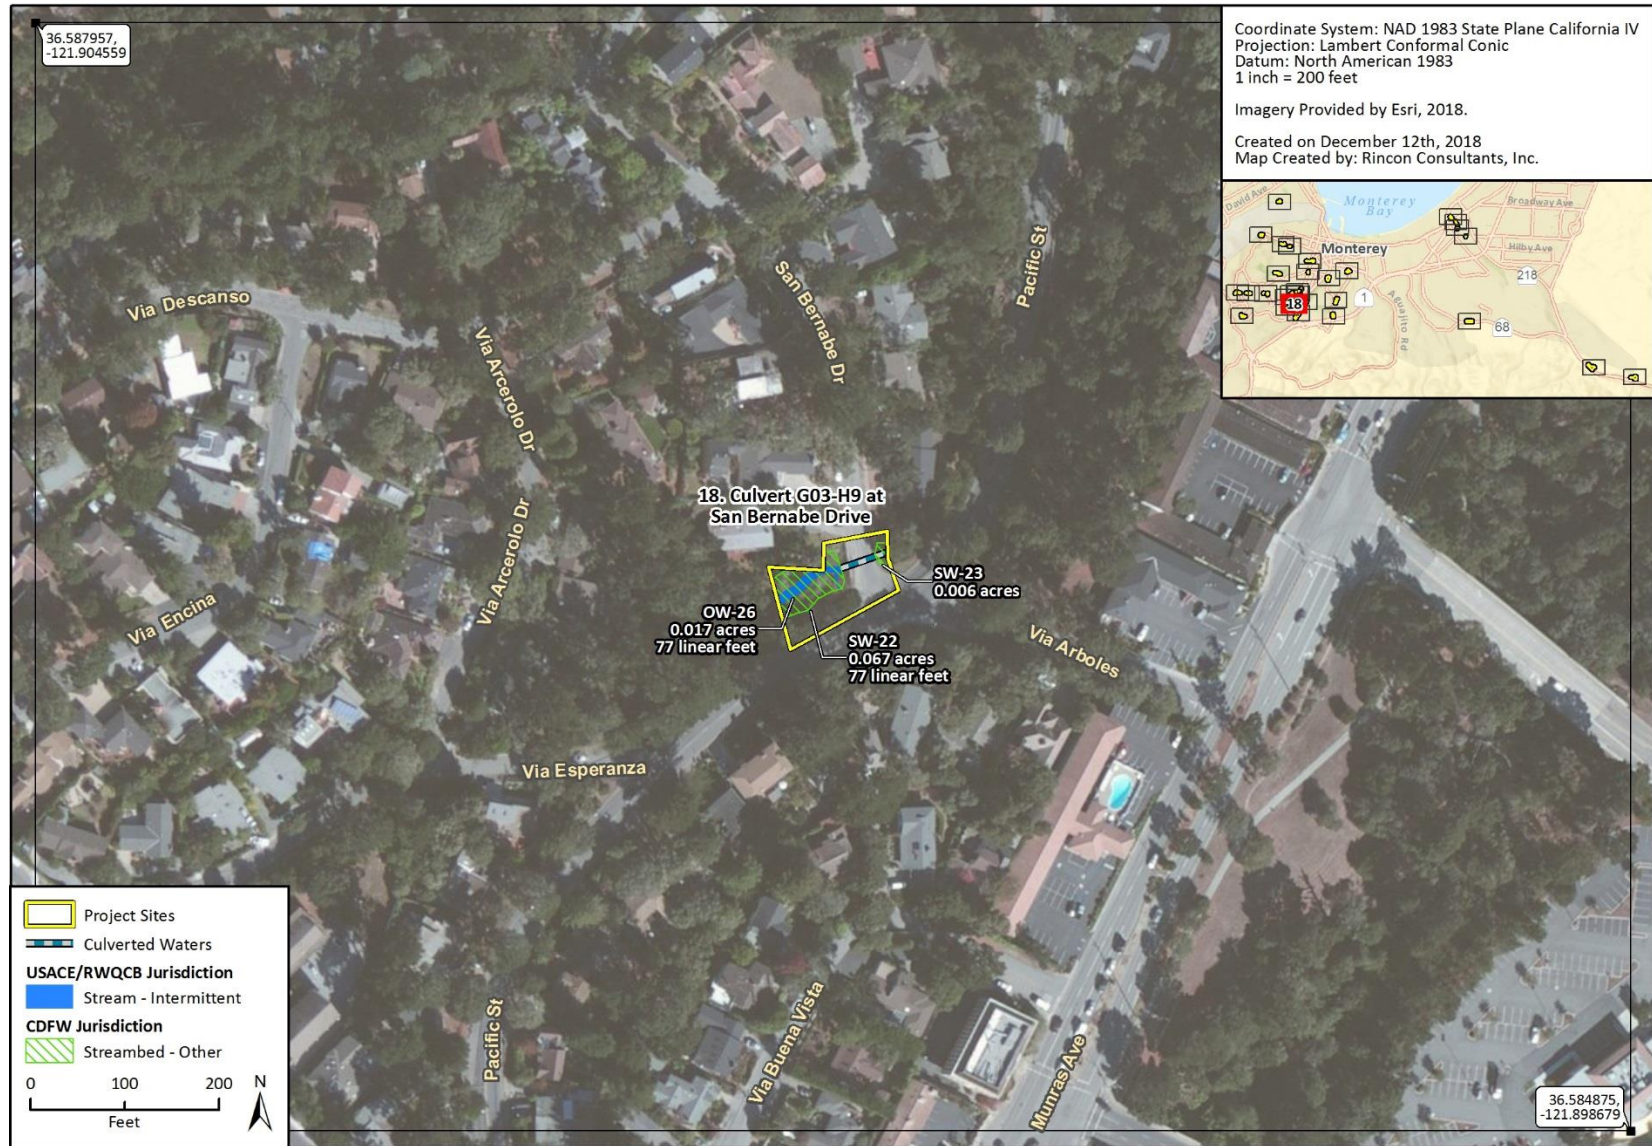 36.587957,
-121.904559
Coordinate System: NAD 1983 State Plane California IV
Projection: Lambert Conformal Conic
Datum: North American 1983
1 inch = 200 feet
Imagery Provided by Esri, 2018.
Created on December 12th, 2018
Map Created by: Rincon Consultants, Inc.
David Ave
Monterey
Bay
Broadway Ave
Monterey
Hilby Ave
218
1
18
Aguajito Rd
68
Pacific St
San Bernabe Dr
Via Descanso
Via Arcerolo Dr
18. Culvert G03-H9 at
San Bernabe Drive
Via Arcerolo Dr
SW-23
0.006 acres
Via Encina
OW-26
0.017 acres
77 linear feet
SW-22
0.067 acres
77 linear feet
Via Arboles
Via Esperanza
Pacific St
Via Buena Vista
Munras Ave
Project Sites
Culverted Waters
USACE/RWQCB Jurisdiction
Stream - Intermittent
CDFW Jurisdiction
Streambed - Other
0 100 200 N
Feet
36.584875,
-121.898679